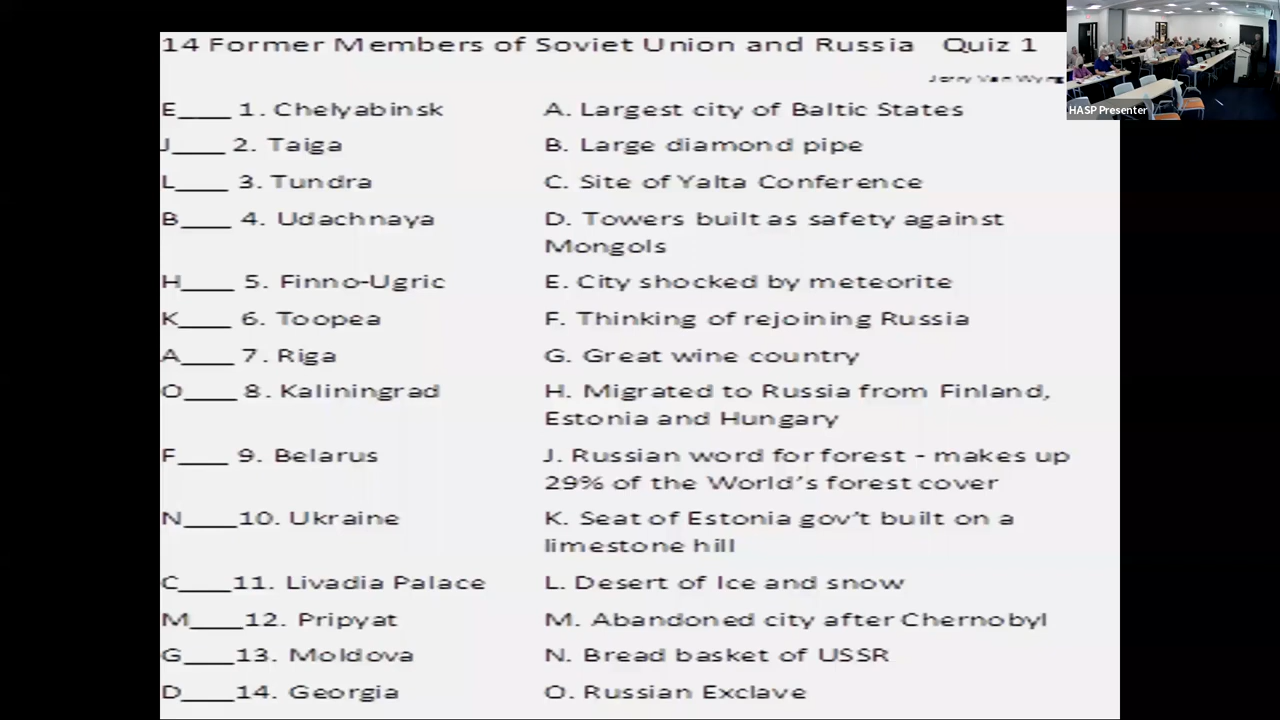 14 Former Members of Soviet Union and Russia Quiz 1
Jerry Van Wyng
HASP Presenter
E____ 1. Chelyabinsk A. Largest city of Baltic States
J____ 2. Taiga B. Large diamond pipe
L____ 3. Tundra C. Site of Yalta Conference
B____ 4. Udachnaya D. Towers built as safety against
Mongols
H____ 5. Finno-Ugric E. City shocked by meteorite
K____ 6. Toopea F. Thinking of rejoining Russia
A____ 7. Riga G. Great wine country
O____ 8. Kaliningrad H. Migrated to Russia from Finland,
Estonia and Hungary
F____ 9. Belarus J. Russian word for forest - makes up
29% of the World's forest cover
N____10. Ukraine K. Seat of Estonia gov't built on a
limestone hill
C____11. Livadia Palace L. Desert of Ice and snow
M____12. Pripyat M. Abandoned city after Chernobyl
G____13. Moldova N. Bread basket of USSR
D____14. Georgia O. Russian Exclave